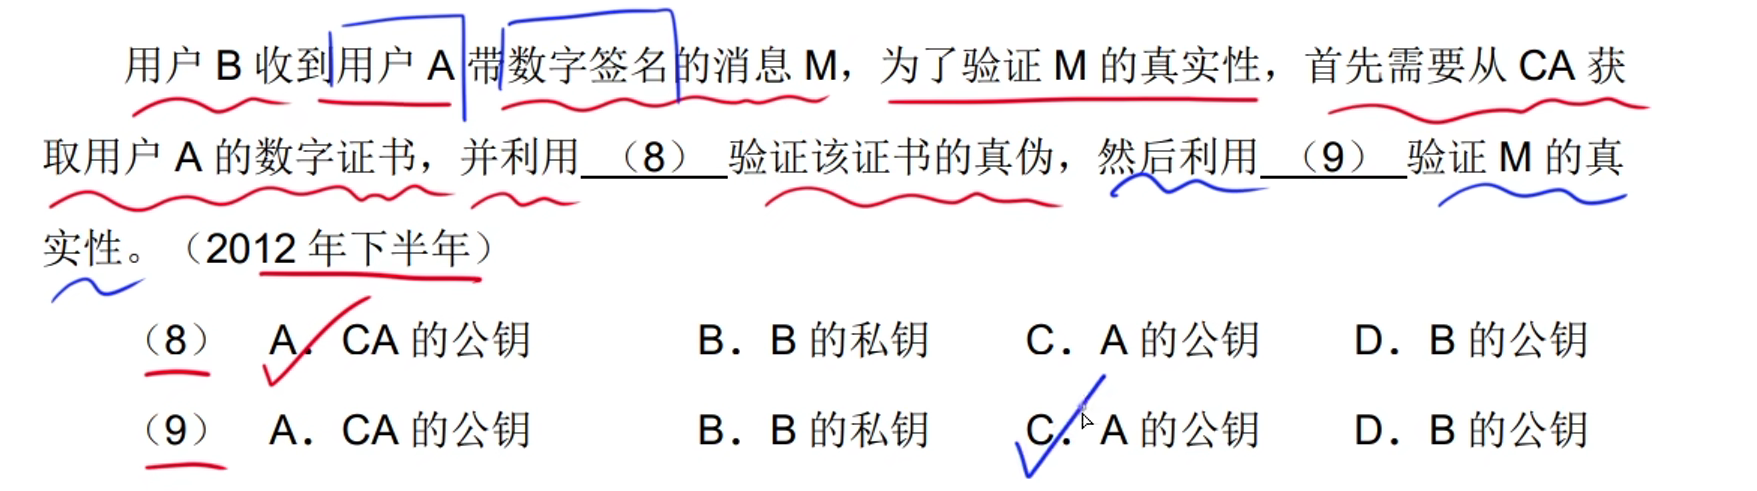 用户 B 收到用户 A 带数字签名的消息 M，为了验证 M 的真实性，首先需要从 CA 获
取用户 A 的数字证书，并利用（8）验证该证书的真伪，然后利用（9）验证 M 的真
实性。（2012 年下半年）
（8） A．CA 的公钥 B．B 的私钥 C．A 的公钥 D．B 的公钥
（9） A．CA 的公钥 B．B 的私钥 C．A 的公钥 D．B 的公钥